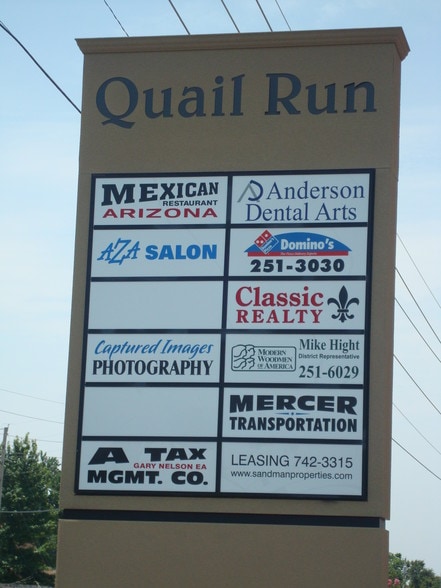 Quail Run
MEXICAN
RESTAURANT
ARIZONA
Anderson
Dental Arts
AZA SALON
Domino's
251-3030
Classic
REALTY
Captured Images
PHOTOGRAPHY
MODERN
WOODMEN
OF AMERICA
Mike Hight
District Representative
251-6029
MERCER
TRANSPORTATION
A TAX
GARY NELSON EA
MGMT. CO.
LEASING 742-3315
www.sandmanproperties.com